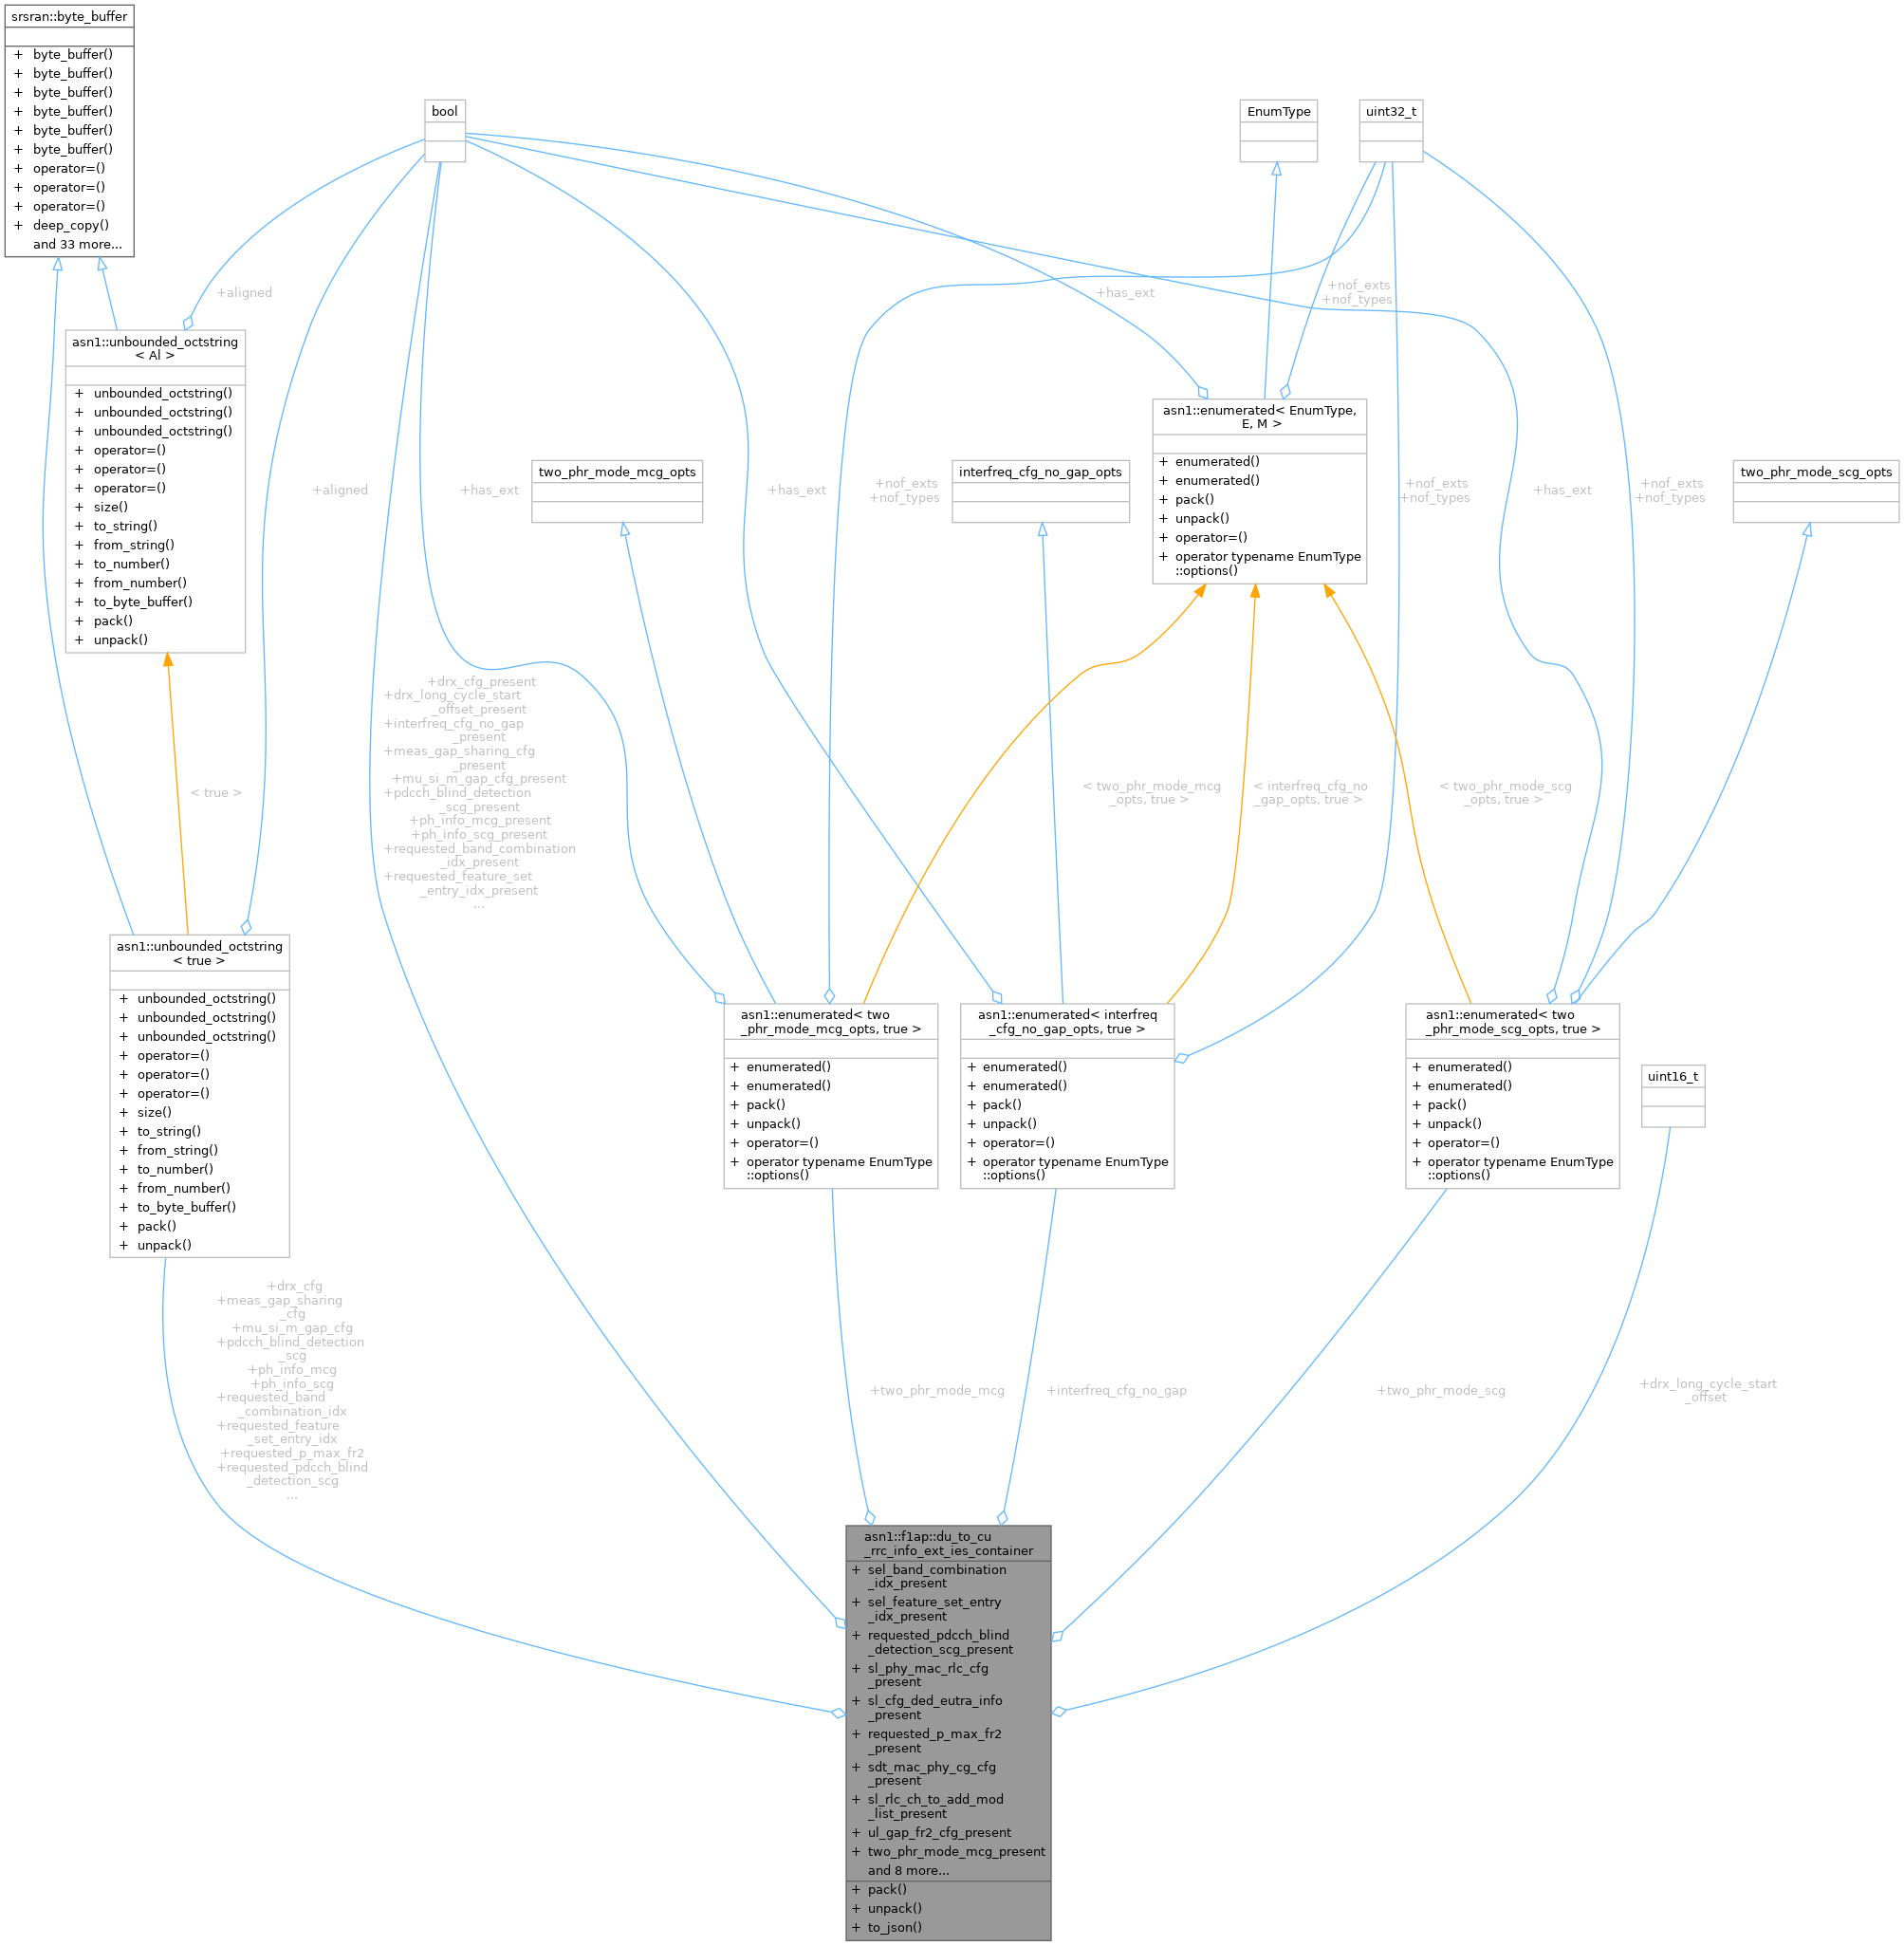 srsran::byte_buffer
+ byte_buffer()
+ byte_buffer()
+ byte_buffer()
+ byte_buffer()
+ byte_buffer()
+ byte_buffer()
+ operator=()
+ operator=()
+ operator=()
+ deep_copy()
and 33 more...
bool
EnumType
uint32_t
+aligned
+has_ext
+nof_exts
+nof_types
asn1::unbounded_octstring
< Al >
+ unbounded_octstring()
+ unbounded_octstring()
+ unbounded_octstring()
+ operator=()
+ operator=()
+ operator=()
+ size()
+ to_string()
+ from_string()
+ to_number()
+ from_number()
+ to_byte_buffer()
+ pack()
+ unpack()
asn1::enumerated< EnumType,
E, M >
+ enumerated()
+ enumerated()
+ pack()
+ unpack()
+ operator=()
+ operator typename EnumType
::options()
+aligned
+has_ext
two_phr_mode_mcg_opts
+has_ext
+nof_exts
+nof_types
interfreq_cfg_no_gap_opts
+nof_exts
+nof_types
+has_ext
+nof_exts
+nof_types
two_phr_mode_scg_opts
< true >
+drx_cfg_present
+drx_long_cycle_start
_offset_present
+interfreq_cfg_no_gap
_present
+meas_gap_sharing_cfg
_present
+mu_si_m_gap_cfg_present
+pdcch_blind_detection
_scg_present
+ph_info_mcg_present
+ph_info_scg_present
+requested_band_combination
_idx_present
+requested_feature_set
_entry_idx_present
...
< two_phr_mode_mcg
_opts, true >
< interfreq_cfg_no
_gap_opts, true >
< two_phr_mode_scg
_opts, true >
asn1::unbounded_octstring
< true >
+ unbounded_octstring()
+ unbounded_octstring()
+ unbounded_octstring()
+ operator=()
+ operator=()
+ operator=()
+ size()
+ to_string()
+ from_string()
+ to_number()
+ from_number()
+ to_byte_buffer()
+ pack()
+ unpack()
asn1::enumerated< two
_phr_mode_mcg_opts, true >
+ enumerated()
+ enumerated()
+ pack()
+ unpack()
+ operator=()
+ operator typename EnumType
::options()
asn1::enumerated< interfreq
_cfg_no_gap_opts, true >
+ enumerated()
+ enumerated()
+ pack()
+ unpack()
+ operator=()
+ operator typename EnumType
::options()
asn1::enumerated< two
_phr_mode_scg_opts, true >
+ enumerated()
+ enumerated()
+ pack()
+ unpack()
+ operator=()
+ operator typename EnumType
::options()
uint16_t
+drx_cfg
+meas_gap_sharing
_cfg
+mu_si_m_gap_cfg
+pdcch_blind_detection
_scg
+ph_info_mcg
+ph_info_scg
+requested_band
_combination_idx
+requested_feature
_set_entry_idx
+requested_p_max_fr2
+requested_pdcch_blind
_detection_scg
...
+two_phr_mode_mcg
+interfreq_cfg_no_gap
+two_phr_mode_scg
+drx_long_cycle_start
_offset
asn1::f1ap::du_to_cu
_rrc_info_ext_ies_container
+ sel_band_combination
_idx_present
+ sel_feature_set_entry
_idx_present
+ requested_pdcch_blind
_detection_scg_present
+ sl_phy_mac_rlc_cfg
_present
+ sl_cfg_ded_eutra_info
_present
+ requested_p_max_fr2
_present
+ sdt_mac_phy_cg_cfg
_present
+ sl_rlc_ch_to_add_mod
_list_present
+ ul_gap_fr2_cfg_present
+ two_phr_mode_mcg_present
and 8 more...
+ pack()
+ unpack()
+ to_json()